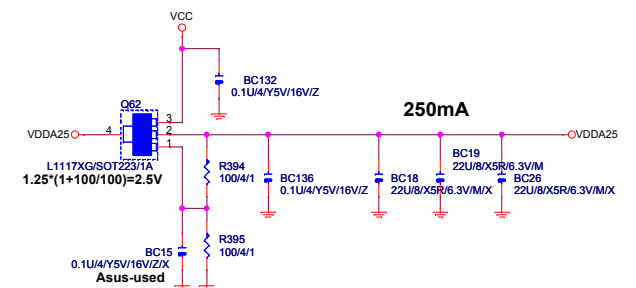 VCC
BC132
0.1U/4/Y5V/16V/Z
Q62
250mA
3
VDDA25
4
2
VDDA25
1
L1117XG/SOT223/1A
1.25*(1+100/100)=2.5V
R394
100/4/1
BC136
0.1U/4/Y5V/16V/Z
BC18
22U/8/X5R/6.3V/M/X
BC19
22U/8/X5R/6.3V/M
BC26
22U/8/X5R/6.3V/M/X
R395
100/4/1
BC15
0.1U/4/Y5V/16V/Z/X
Asus-used